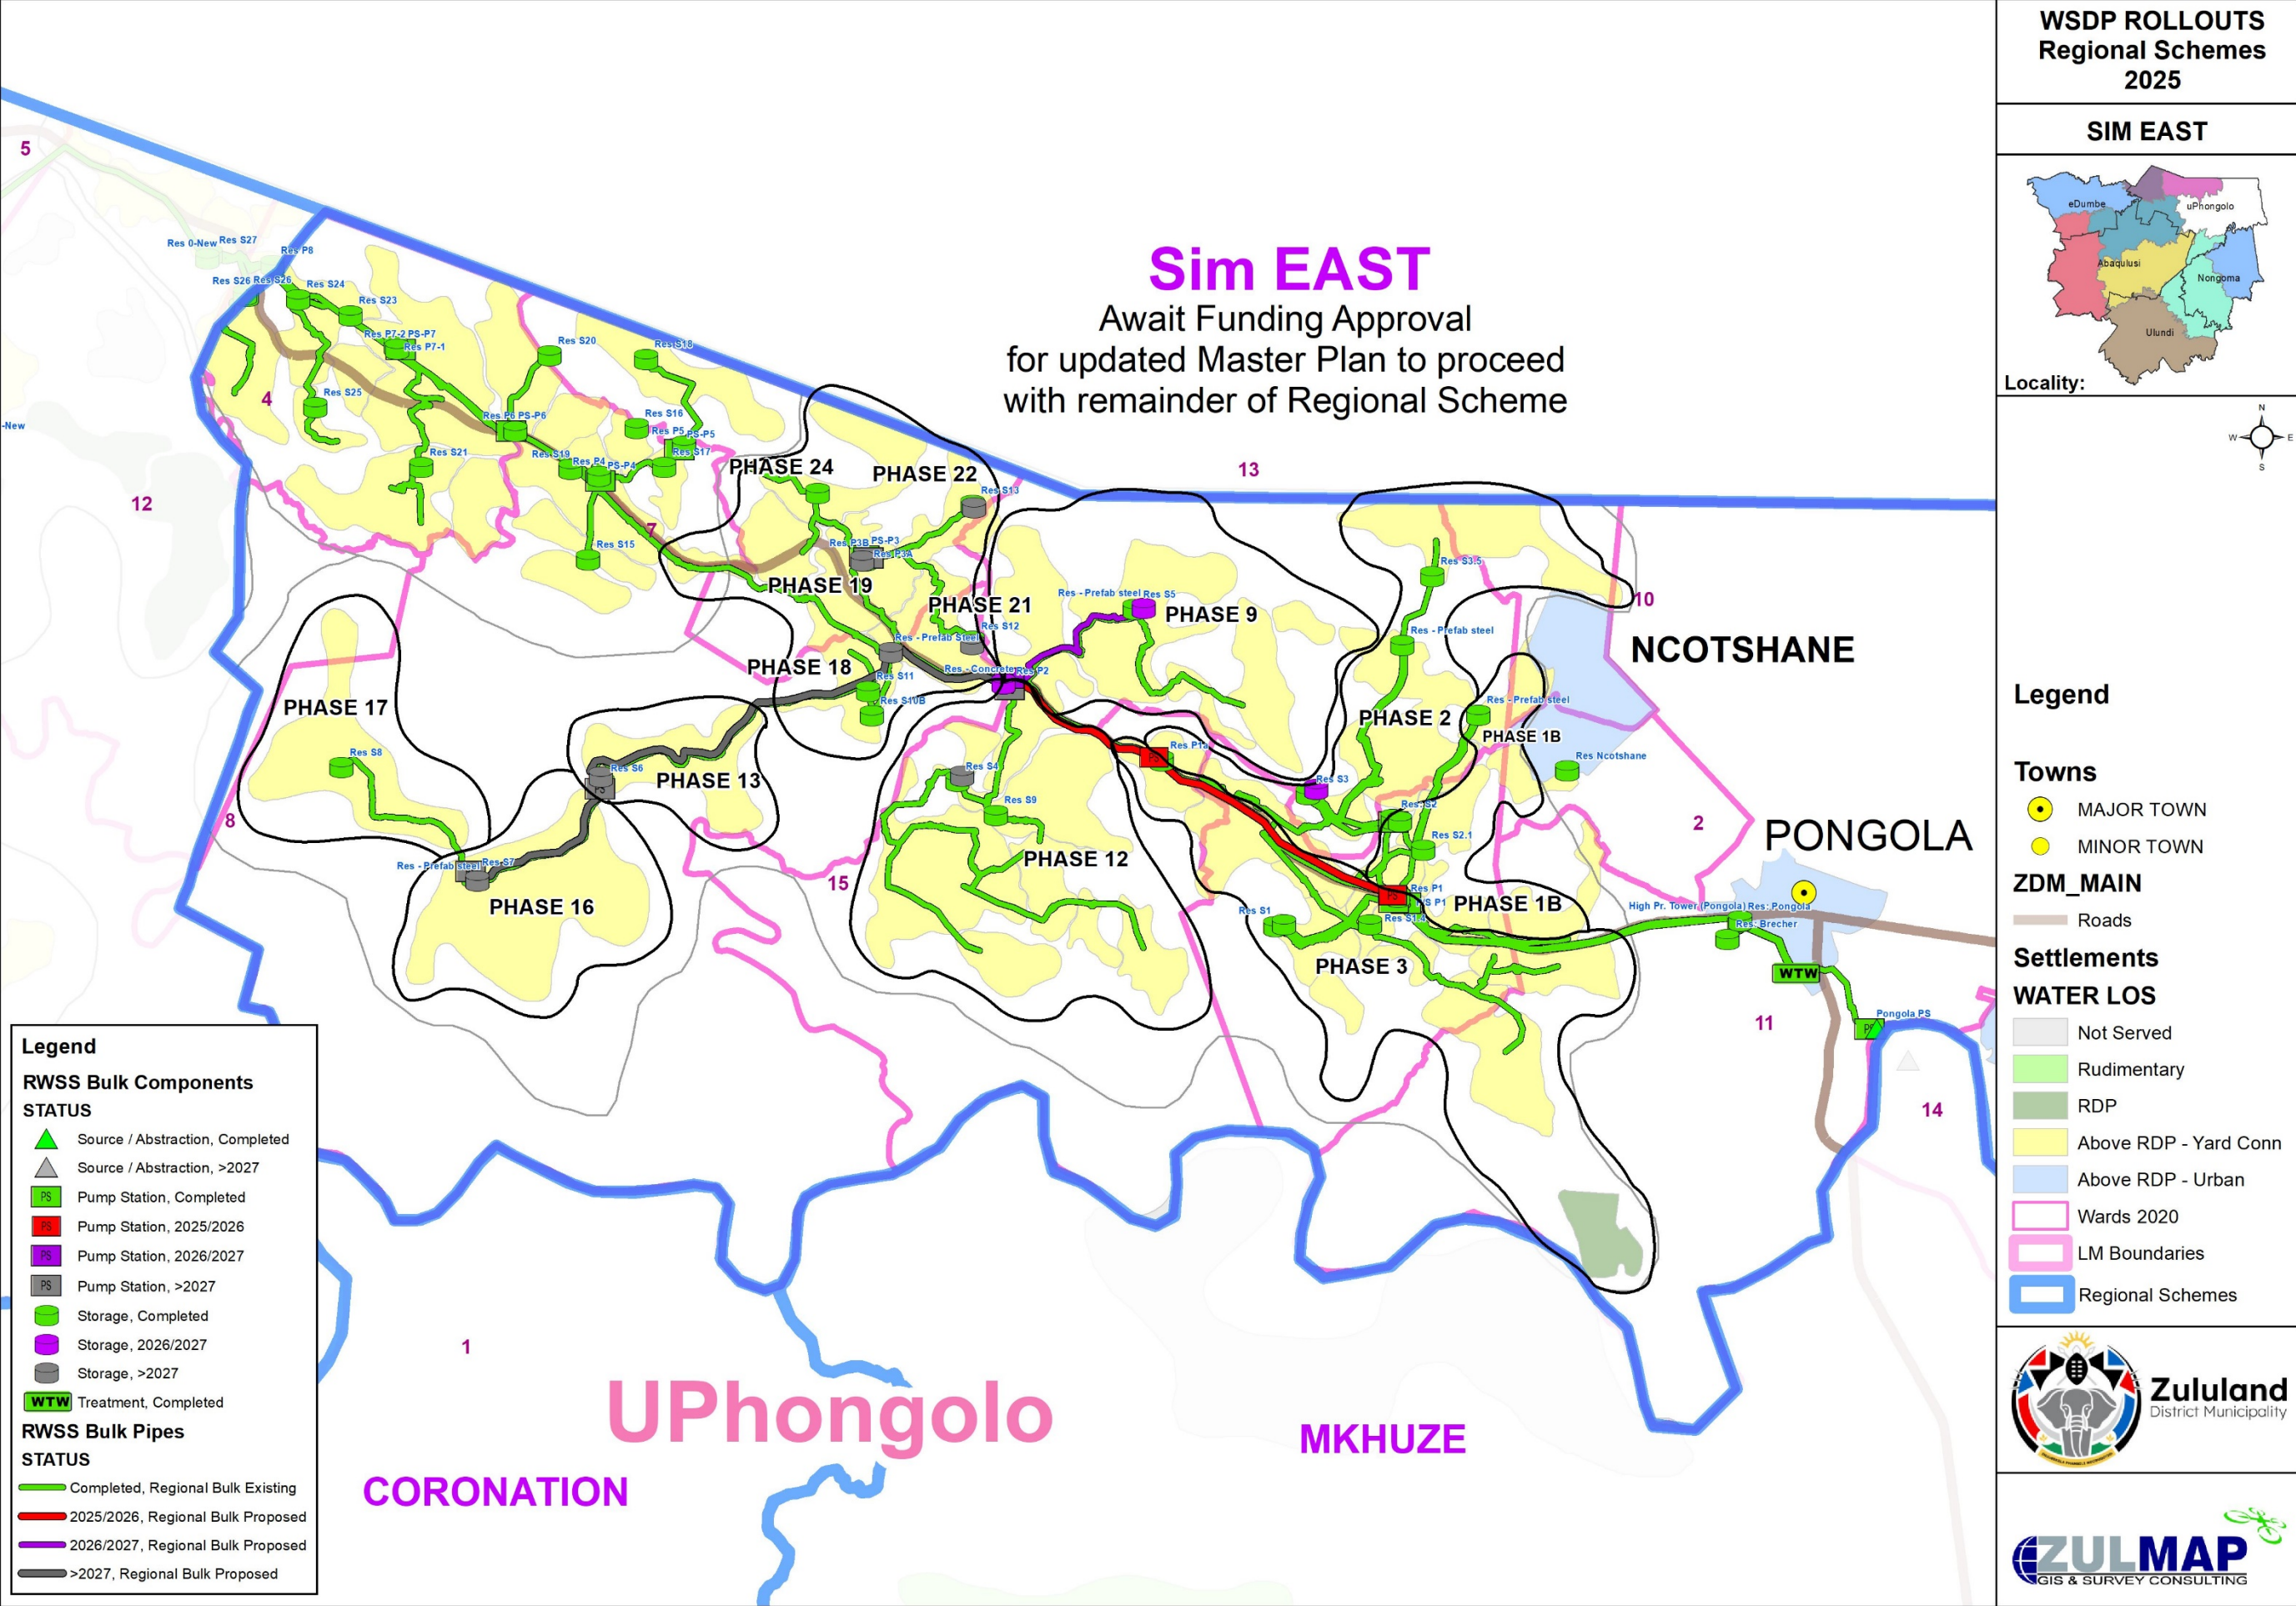 WSDP ROLLOUTS
Regional Schemes
2025
SIM EAST
eDumbe
uPhongolo
Abaqulusi
Nongoma
Ulundi
Locality:
N
W
E
S
Sim EAST
Await Funding Approval
for updated Master Plan to proceed
with remainder of Regional Scheme
5
Res 0-New
Res S27
Res P8
Res S26
Res S26
Res S24
Res S23
Res P7-2
PS-P7
Res P7-1
Res S20
Res S18
4
Res S25
Res P6
PS-P6
Res S16
Res P5
PS-P5
-New
Res S21
Res S19
Res P4
PS-P4
Res S17
PHASE 24
PHASE 22
13
12
7
Res S13
Res S15
Res P3B
PS-P3
Res P3A
Res S3.5
PHASE 19
PHASE 21
Res - Prefab steel
Res S5
PHASE 9
10
Res S12
Res - Prefab Steel
Res - Prefab steel
NCOTSHANE
PHASE 18
Res - Concrete
Res P2
Res S11
Res S10B
Res - Prefab steel
PHASE 17
PHASE 2
PHASE 1B
Res S8
Res P1a
PS
Res Ncotshane
Res S6
PS
PHASE 13
Res S4
Res S3
8
Res S9
Res: S2
2
PONGOLA
Res S2.1
Res - Prefab steel
Res S7
PHASE 12
15
Res P1
PS
PS P1
PHASE 16
Res S1
Res S1.4
PHASE 1B
High Pr. Tower (Pongola)
Res: Pongola
Res: Brecher
PHASE 3
WTW
Pongola PS
PS
11
14
1
UPhongolo
MKHUZE
CORONATION
Legend
RWSS Bulk Components
STATUS
Source / Abstraction, Completed
Source / Abstraction, >2027
PS Pump Station, Completed
PS Pump Station, 2025/2026
PS Pump Station, 2026/2027
PS Pump Station, >2027
Storage, Completed
Storage, 2026/2027
Storage, >2027
WTW Treatment, Completed
RWSS Bulk Pipes
STATUS
Completed, Regional Bulk Existing
2025/2026, Regional Bulk Proposed
2026/2027, Regional Bulk Proposed
>2027, Regional Bulk Proposed
Legend
Towns
MAJOR TOWN
MINOR TOWN
ZDM_MAIN
Roads
Settlements
WATER LOS
Not Served
Rudimentary
RDP
Above RDP - Yard Conn
Above RDP - Urban
Wards 2020
LM Boundaries
Regional Schemes
Zululand
District Municipality
ZULMAP
GIS & SURVEY CONSULTING